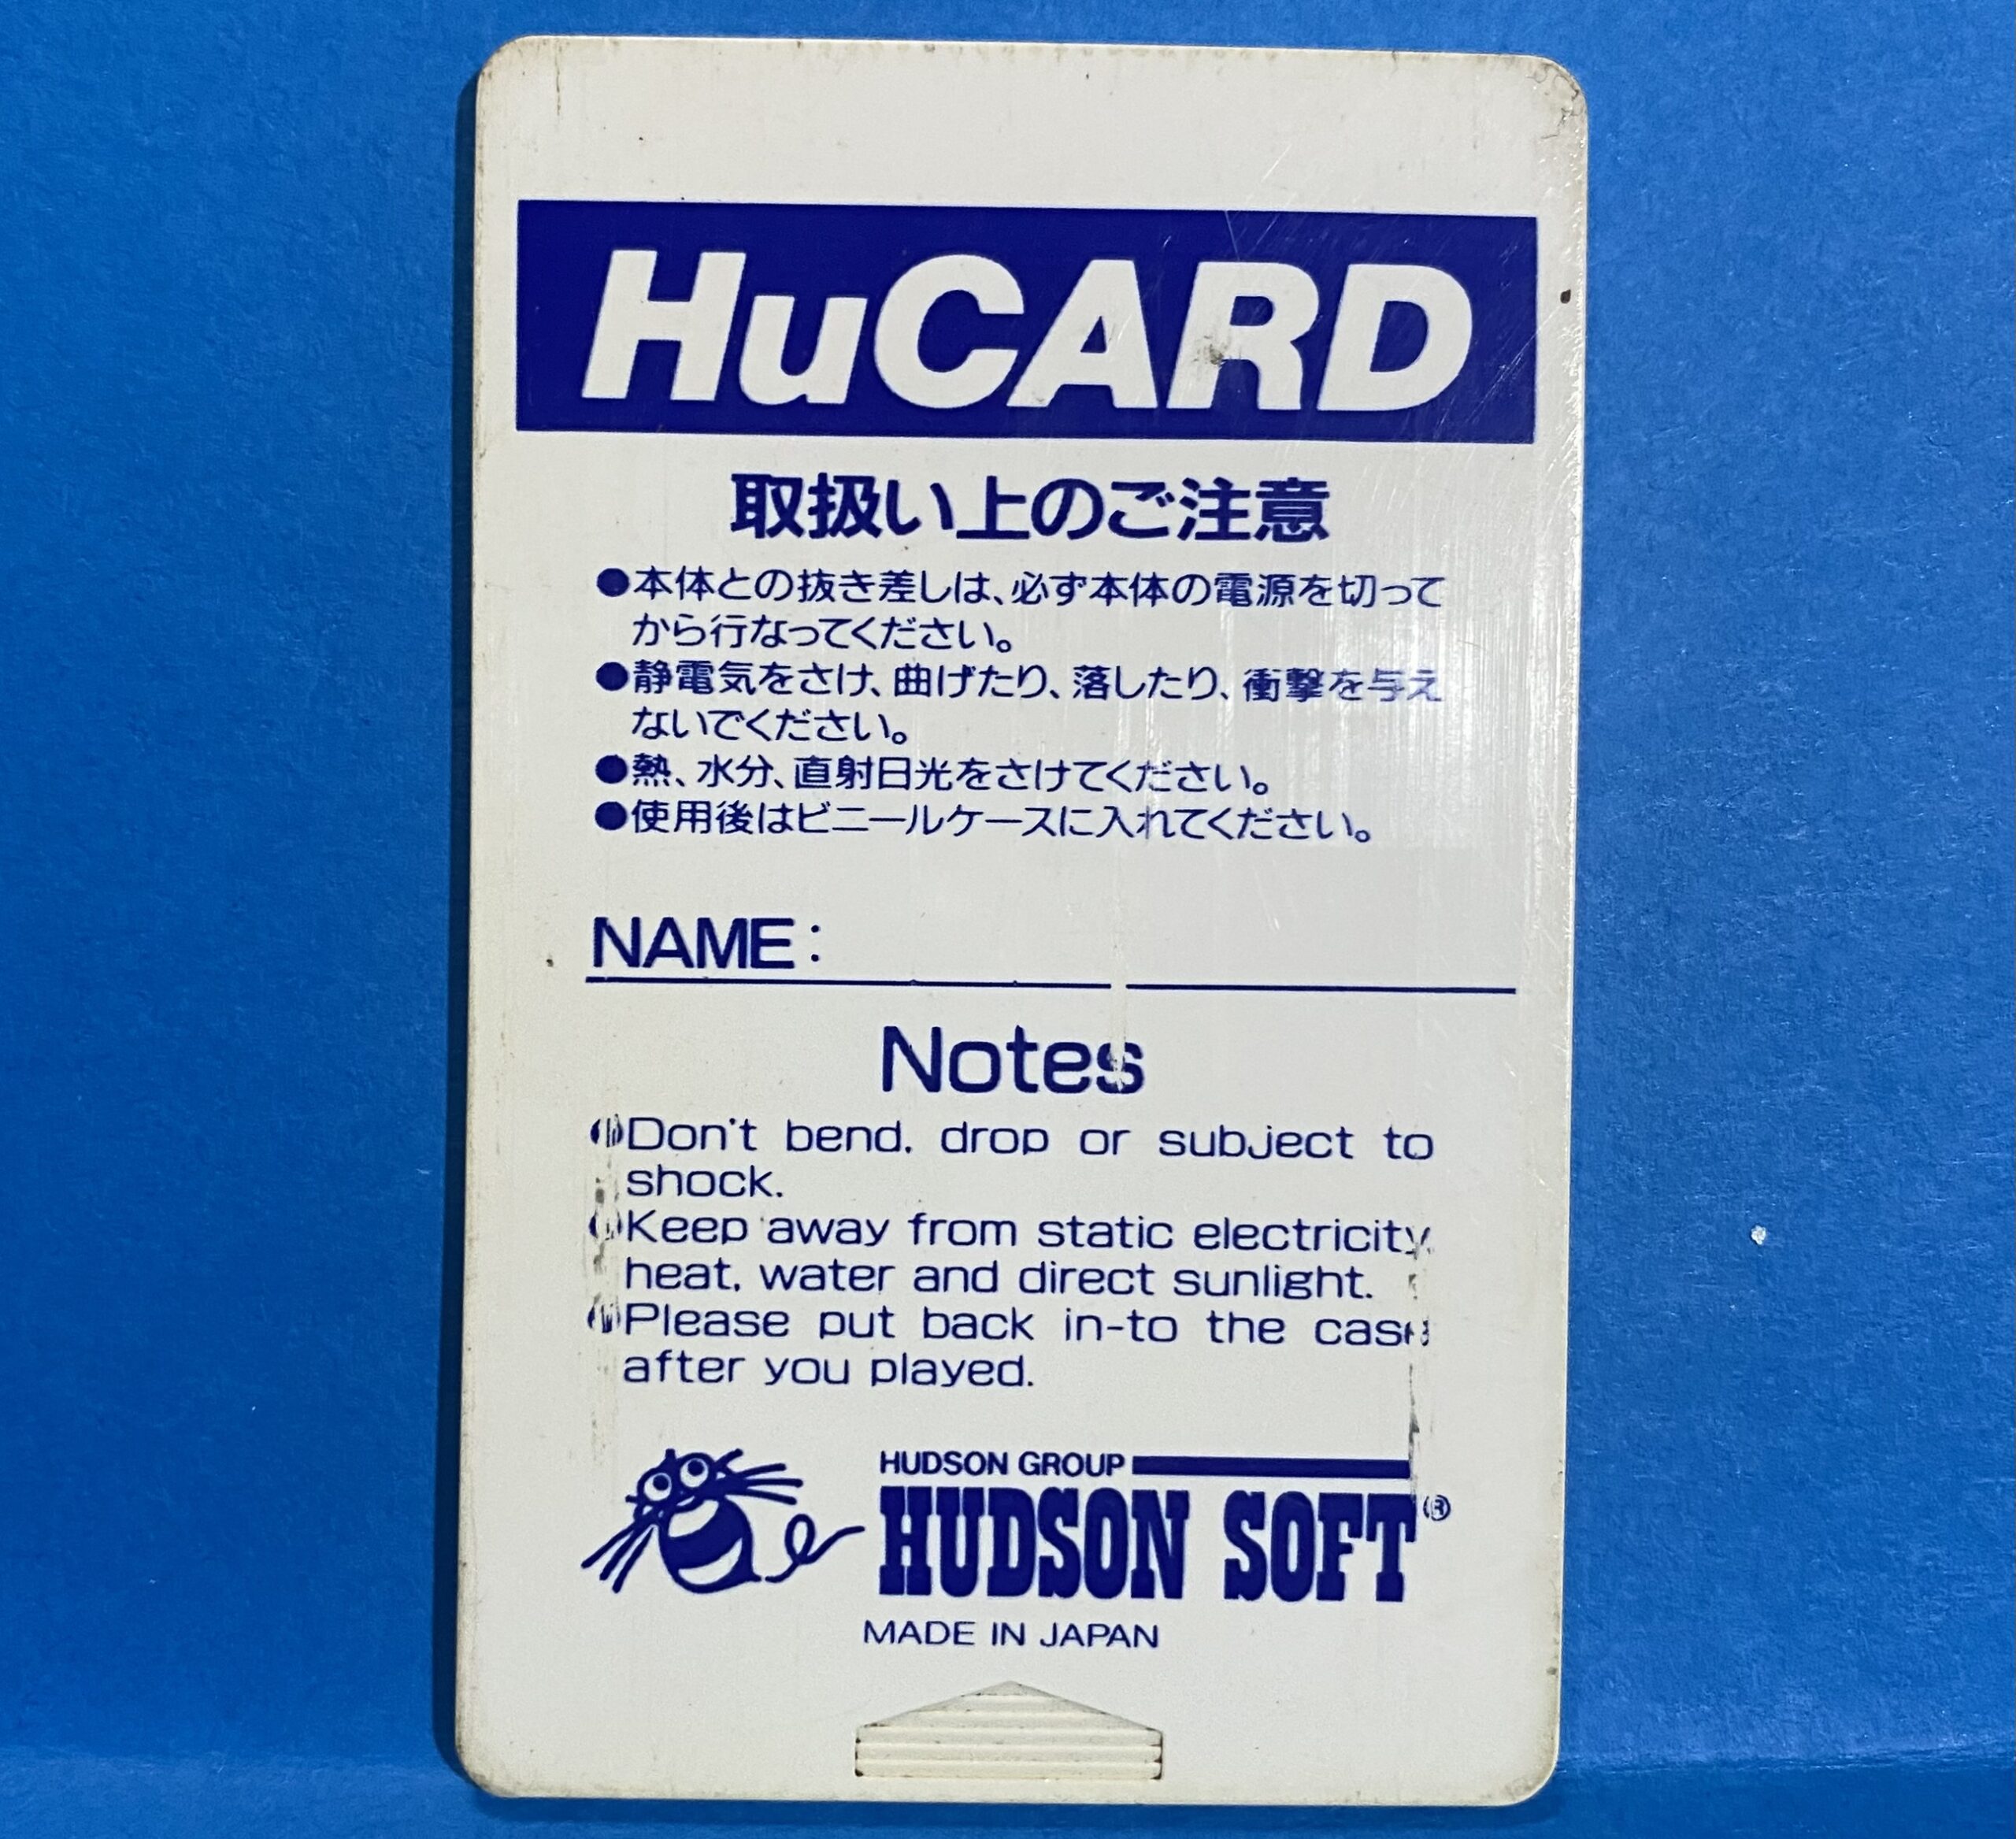 HuCARD
取扱い上のご注意
●本体との抜き差しは、必ず本体の電源を切って
から行なってください。
●静電気をさけ、曲げたり、落したり、衝撃を与え
ないでください。
●熱、水分、直射日光をさけてください。
●使用後はビニールケースに入れてください。
NAME:
Notes
●Don't bend, drop or subject to
shock.
●Keep away from static electricity,
heat, water and direct sunlight.
●Please put back in-to the case
after you played.
HUDSON GROUP
HUDSON SOFT®
MADE IN JAPAN